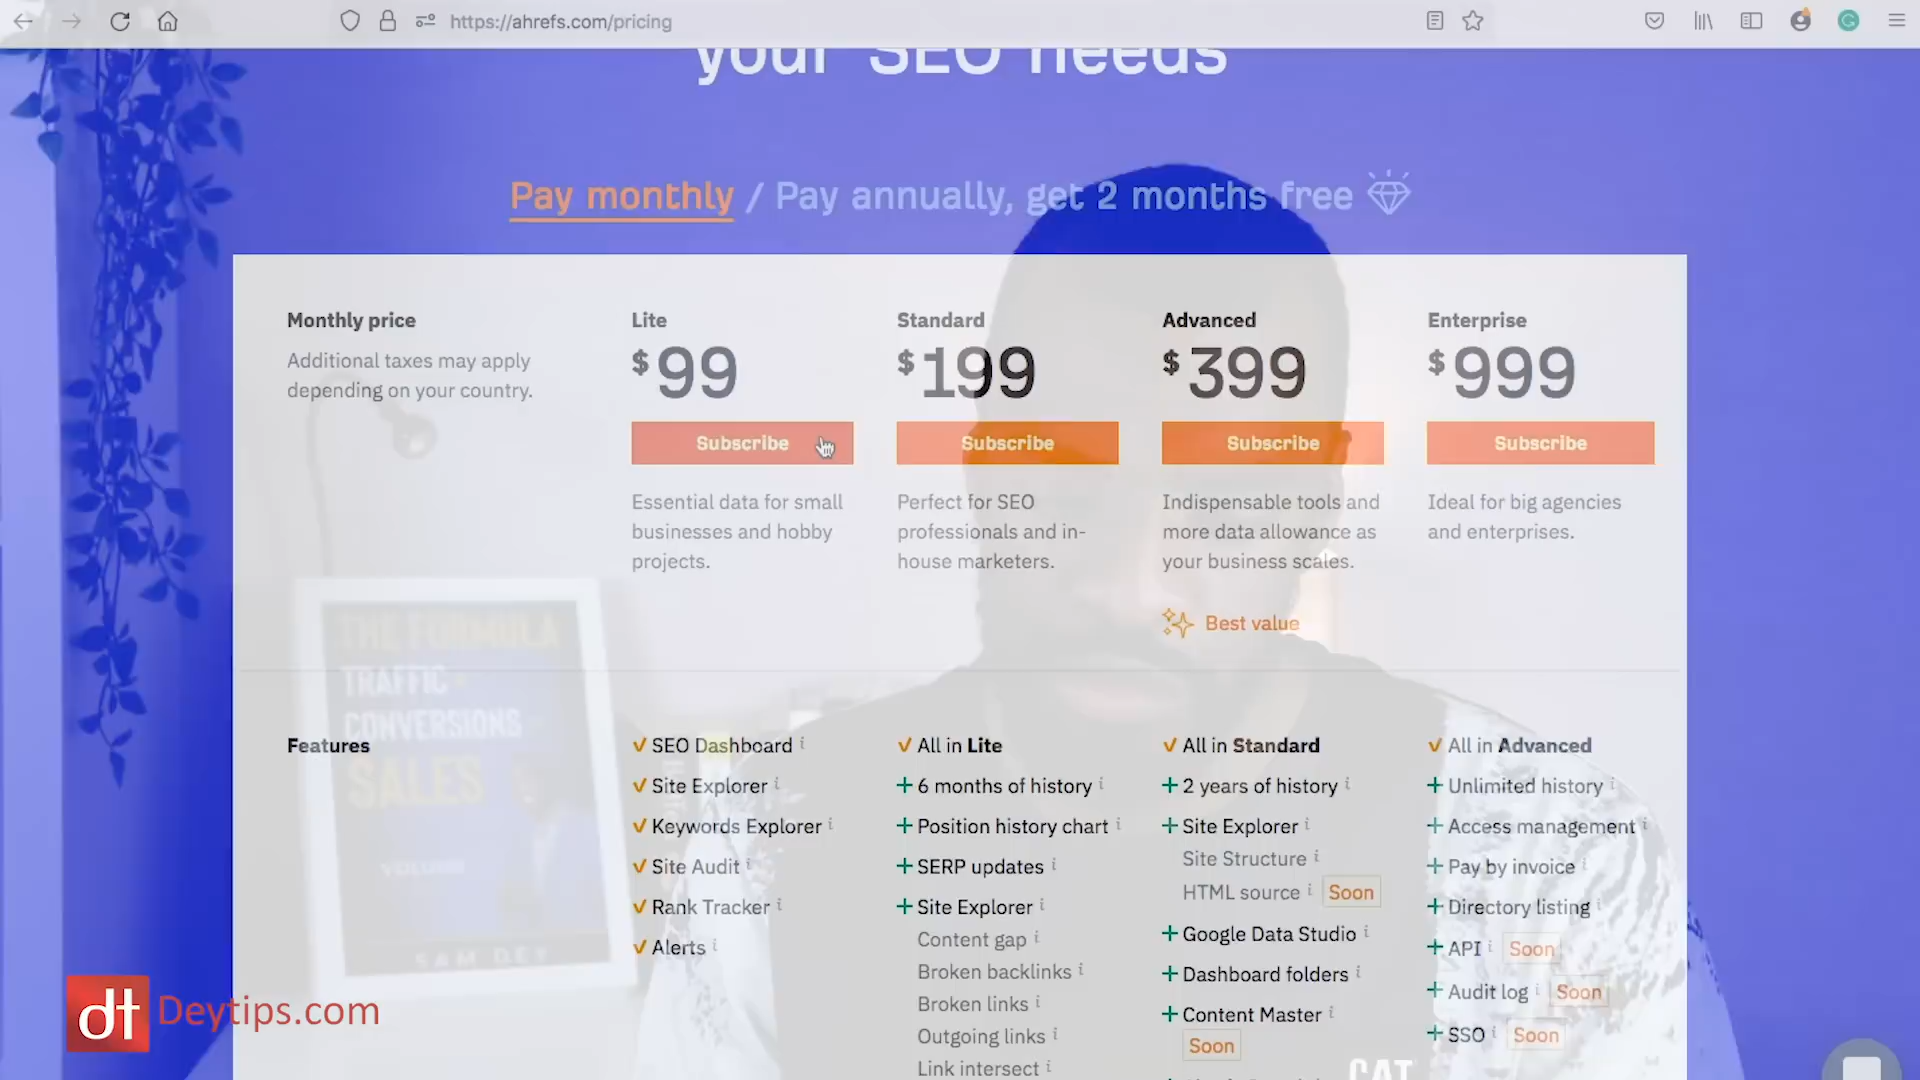 https://ahrefs.com/pricing
your SEO needs
Pay monthly / Pay annually, get 2 months free
Monthly price
Additional taxes may apply
depending on your country.
Lite
$99
Subscribe
Essential data for small
businesses and hobby
projects.
Standard
$199
Subscribe
Perfect for SEO
professionals and in-
house marketers.
Advanced
$399
Subscribe
Indispensable tools and
more data allowance as
your business scales.
Best value
Enterprise
$999
Subscribe
Ideal for big agencies
and enterprises.
Features
SEO Dashboard i
Site Explorer i
Keywords Explorer i
Site Audit i
Rank Tracker i
Alerts i
All in Lite
+ 6 months of history i
+ Position history chart i
+ SERP updates i
+ Site Explorer i
Content gap i
Broken backlinks i
Broken links i
Outgoing links i
Link intersect i
All in Standard
+ 2 years of history i
+ Site Explorer i
Site Structure i
HTML source i Soon
+ Google Data Studio i
+ Dashboard folders i
+ Content Master i
Soon
All in Advanced
+ Unlimited history i
+ Access management i
+ Pay by invoice i
+ Directory listing i
+ API i Soon
+ Audit log i Soon
+ SSO i Soon
THE FORMULA
TRAFFIC
CONVERSIONS
SALES
VOLUME
SAM DEY
CAT
dt Deytips.com